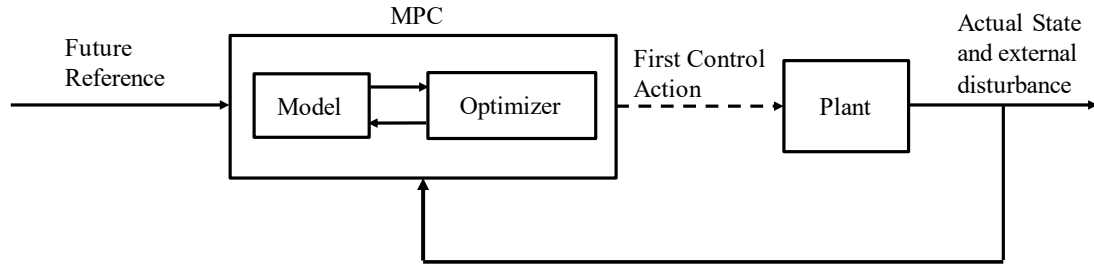 MPC
Future
Reference
Model
Optimizer
First Control
Action
Plant
Actual State
and external
disturbance